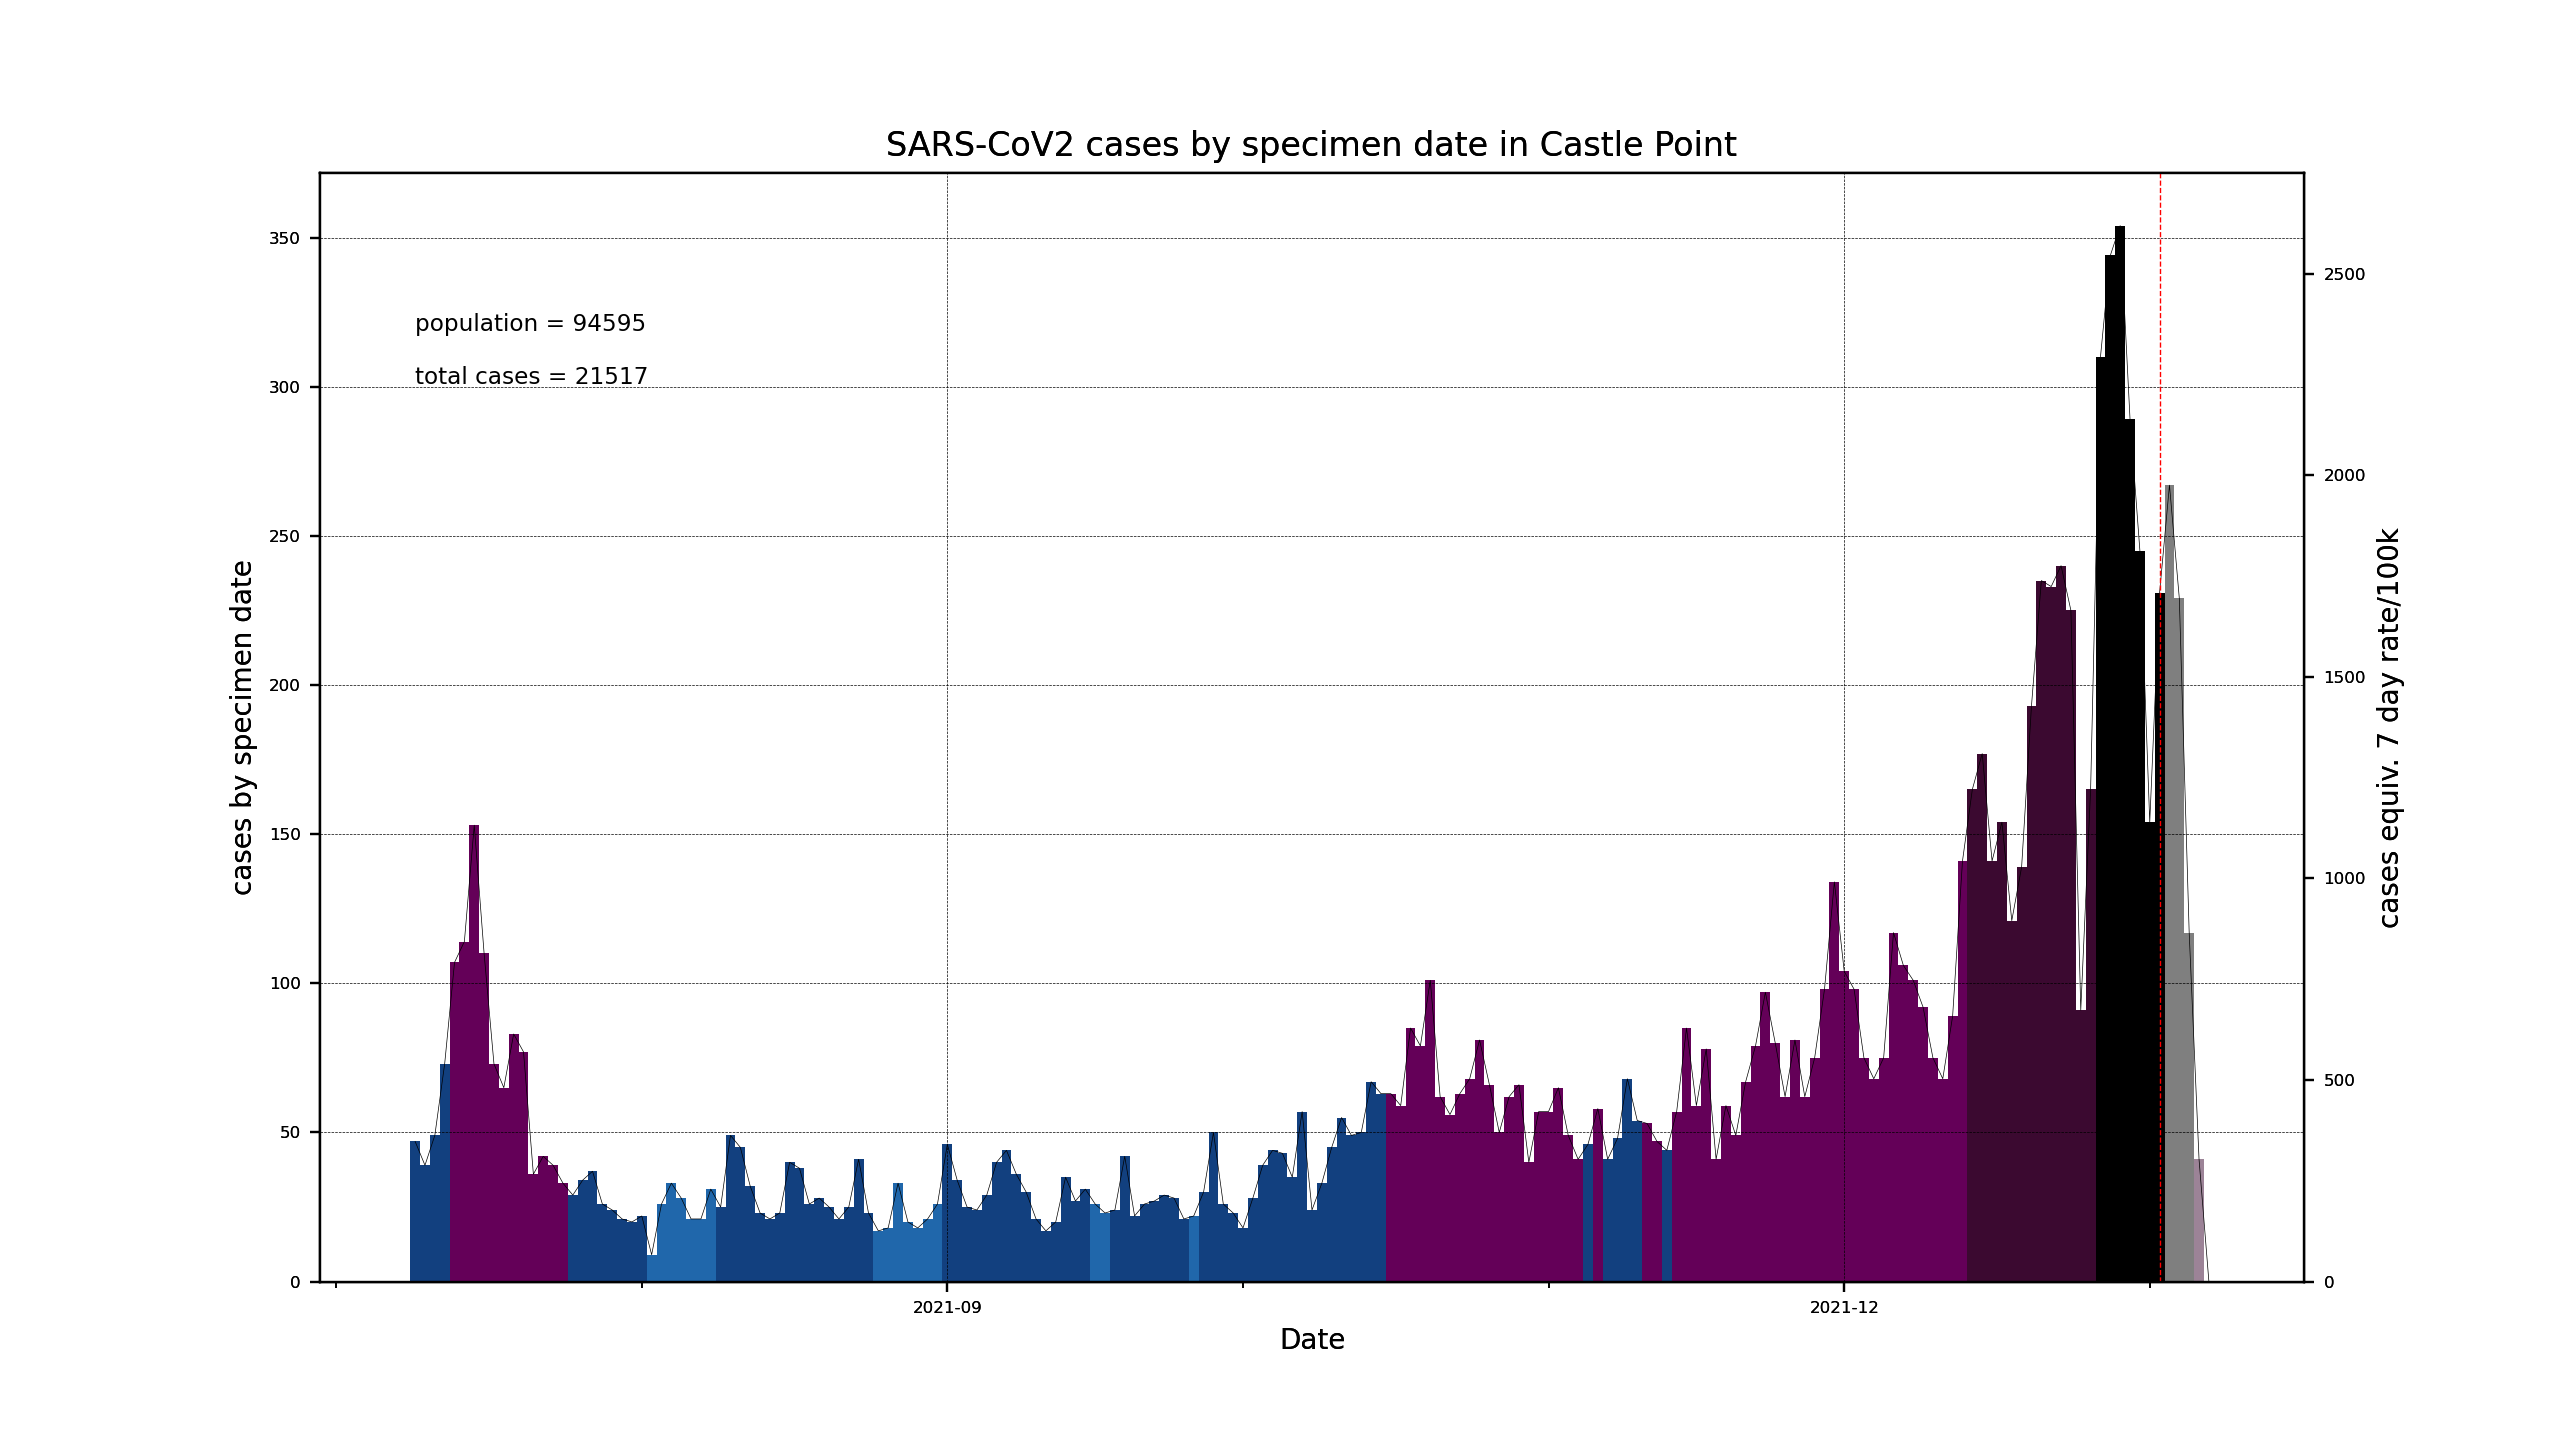 SARS-CoV2 cases by specimen date in Castle Point
population = 94595
total cases = 21517
cases by specimen date
350
300
250
200
150
100
50
0
2500
2000
1500
1000
500
0
cases equiv. 7 day rate/100k
2021-09
2021-12
Date